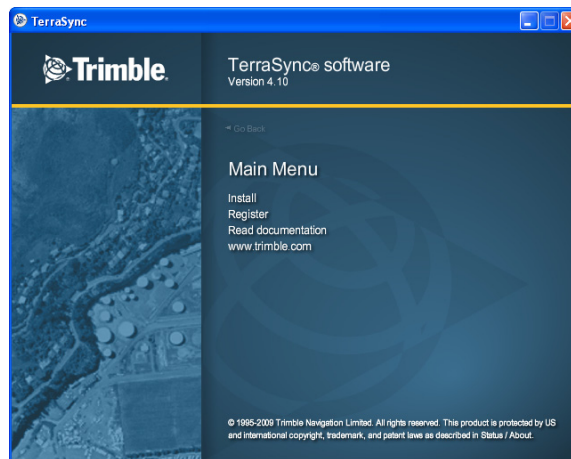 TerraSync
Trimble.
TerraSync® software
Version 4.10
Go Back
Main Menu
Install
Register
Read documentation
www.trimble.com
© 1995-2009 Trimble Navigation Limited. All rights reserved. This product is protected by US
and international copyright, trademark, and patent laws as described in Status / About.